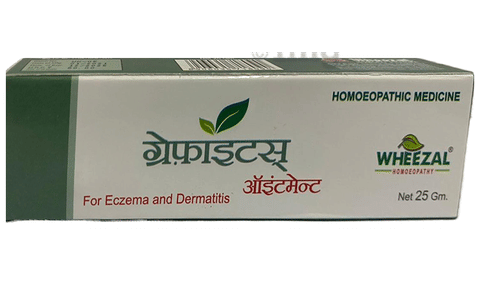 HOMOEOPATHIC MEDICINE
ग्रेफ़ाइटस्
ऑइंटमेन्ट
For Eczema and Dermatitis
WHEEZAL®
HOMOEOPATHY
Net 25 Gm.